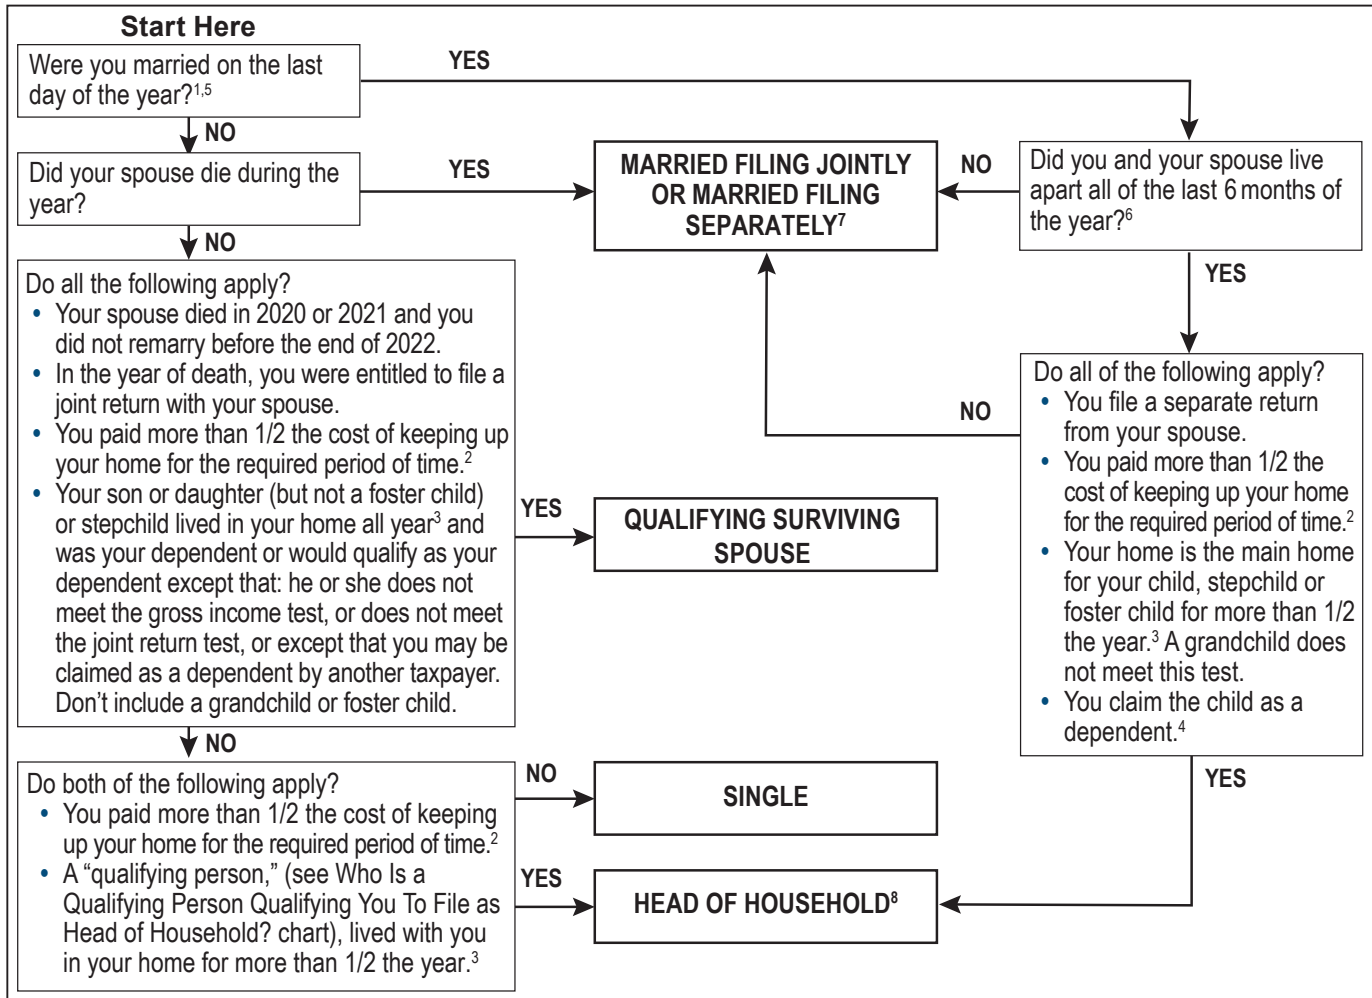 Start Here
Were you married on the last
day of the year?1,5
YES
NO
Did your spouse die during the
year?
YES
MARRIED FILING JOINTLY
OR MARRIED FILING
SEPARATELY7
NO
Did you and your spouse live
apart all of the last 6 months of
the year?6
NO
YES
Do all the following apply?
• Your spouse died in 2020 or 2021 and you
did not remarry before the end of 2022.
• In the year of death, you were entitled to file a
joint return with your spouse.
• You paid more than 1/2 the cost of keeping up
your home for the required period of time.2
• Your son or daughter (but not a foster child)
or stepchild lived in your home all year3 and
was your dependent or would qualify as your
dependent except that: he or she does not
meet the gross income test, or does not meet
the joint return test, or except that you may be
claimed as a dependent by another taxpayer.
Don’t include a grandchild or foster child.
YES
QUALIFYING SURVIVING
SPOUSE
NO
Do all of the following apply?
• You file a separate return
from your spouse.
• You paid more than 1/2 the
cost of keeping up your home
for the required period of time.2
• Your home is the main home
for your child, stepchild or
foster child for more than 1/2
the year.3 A grandchild does
not meet this test.
• You claim the child as a
dependent.4
NO
YES
Do both of the following apply?
• You paid more than 1/2 the cost of keeping
up your home for the required period of time.2
• A “qualifying person,” (see Who Is a
Qualifying Person Qualifying You To File as
Head of Household? chart), lived with you
in your home for more than 1/2 the year.3
NO
SINGLE
YES
HEAD OF HOUSEHOLD8